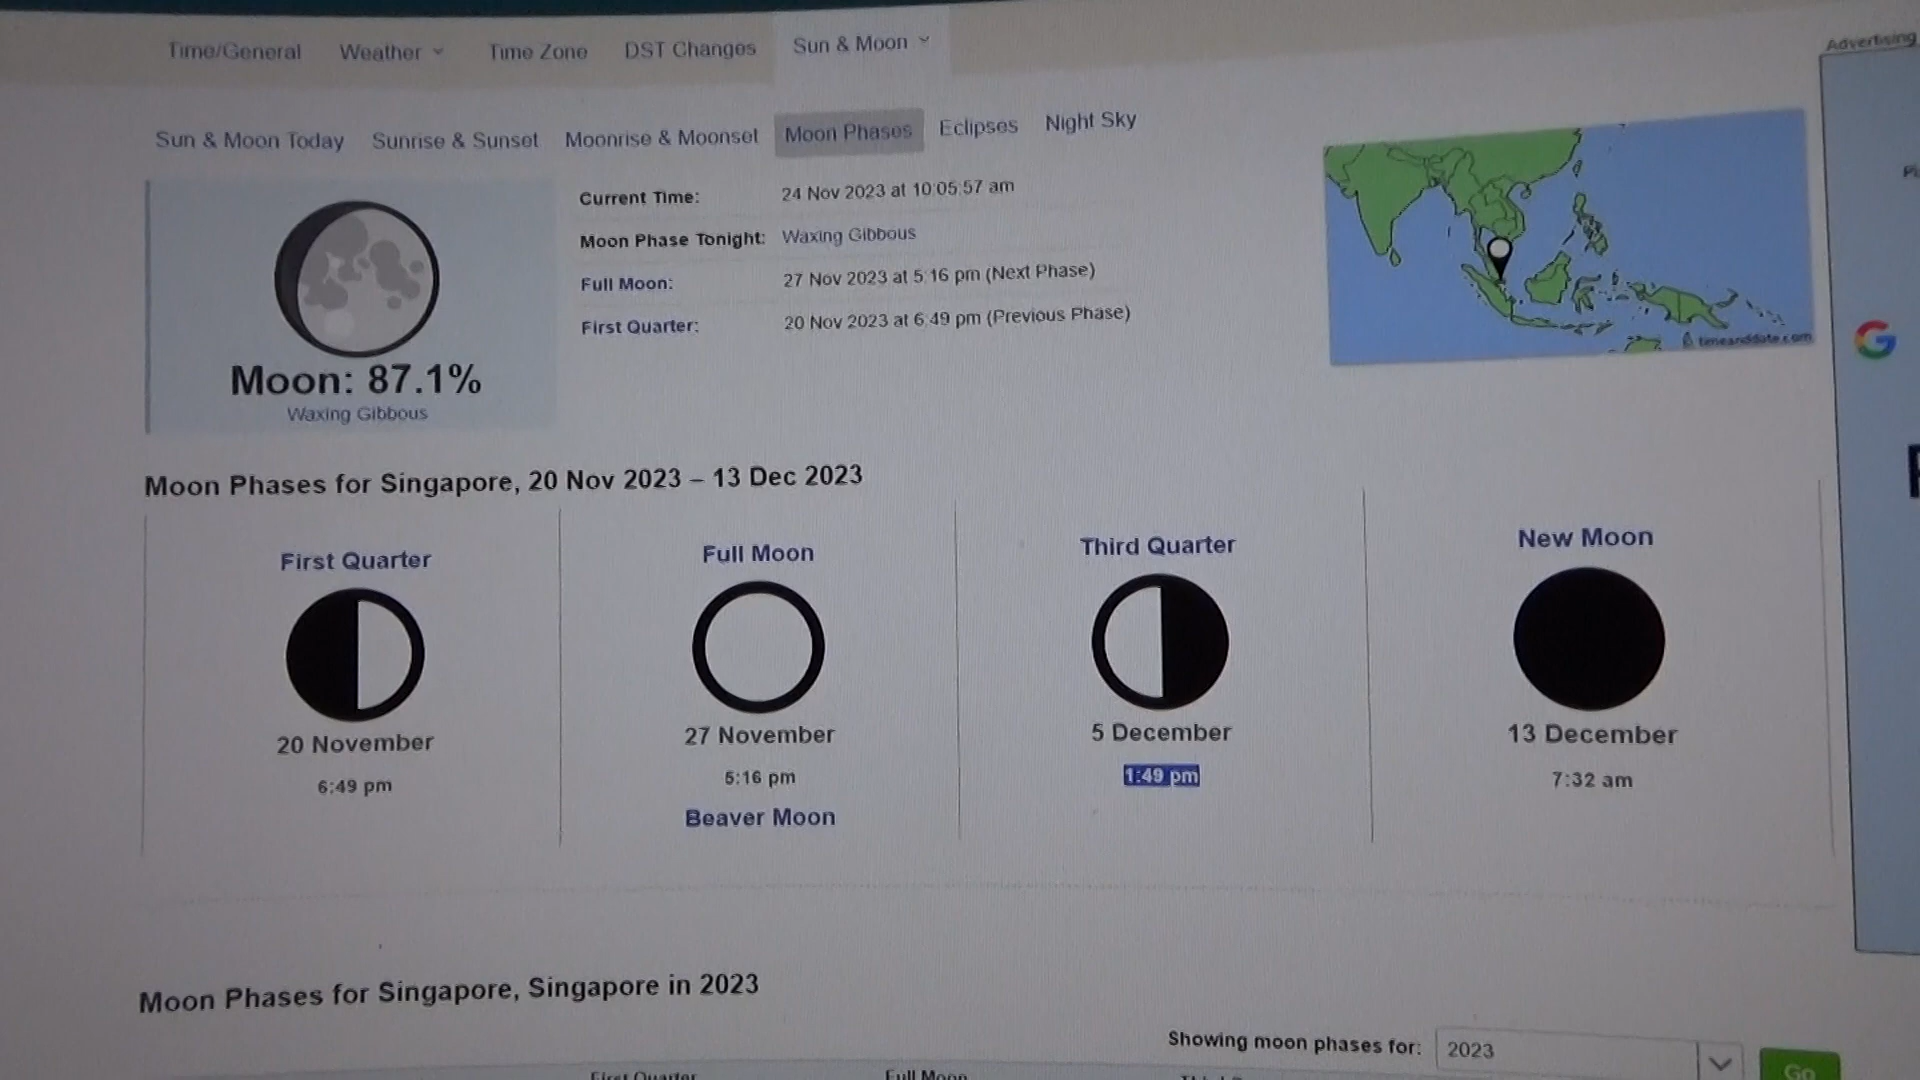 Advertising
Time/General Weather Time Zone DST Changes Sun & Moon
Sun & Moon Today Sunrise & Sunset Moonrise & Moonset Moon Phases Eclipses Night Sky
Current Time: 24 Nov 2023 at 10:05:57 am
Moon Phase Tonight: Waxing Gibbous
Full Moon: 27 Nov 2023 at 5:16 pm (Next Phase)
First Quarter: 20 Nov 2023 at 6:49 pm (Previous Phase)
timeanddate.com
Moon: 87.1%
Waxing Gibbous
Moon Phases for Singapore, 20 Nov 2023 – 13 Dec 2023
First Quarter
20 November
6:49 pm
Full Moon
27 November
5:16 pm
Beaver Moon
Third Quarter
5 December
1:49 pm
New Moon
13 December
7:32 am
Moon Phases for Singapore, Singapore in 2023
Showing moon phases for: 2023 Go
First Quarter Full Moon